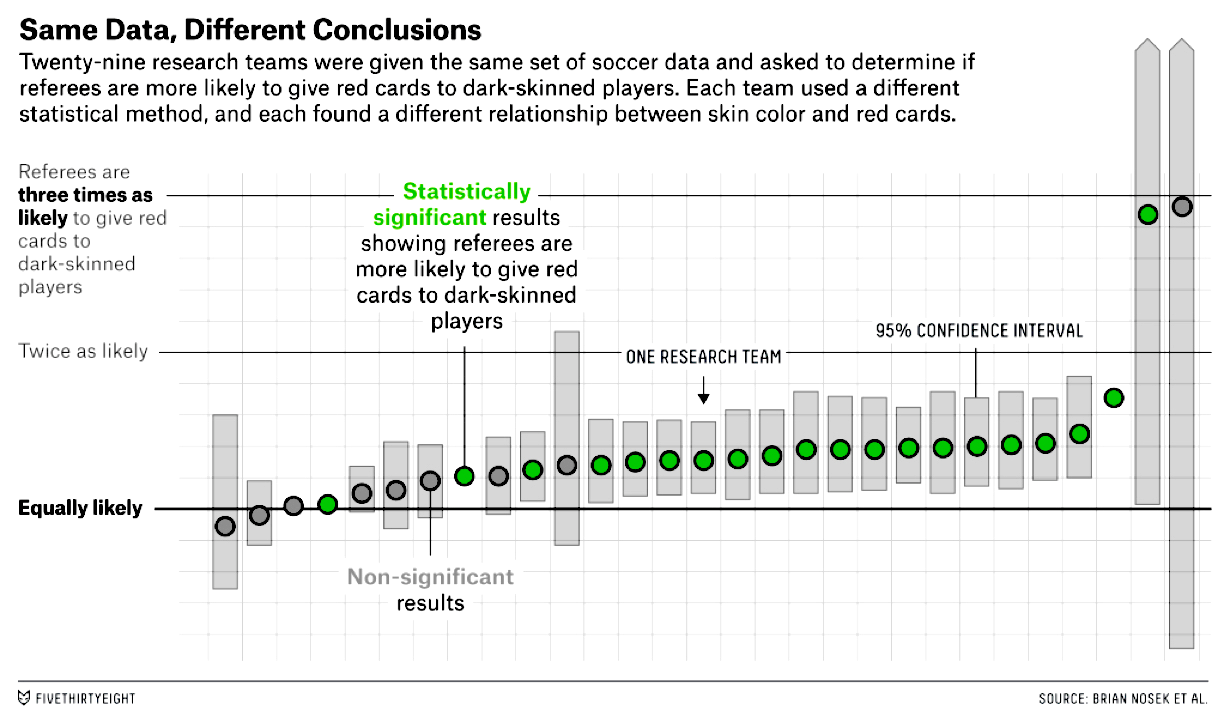 Same Data, Different Conclusions
Twenty-nine research teams were given the same set of soccer data and asked to determine if
referees are more likely to give red cards to dark-skinned players. Each team used a different
statistical method, and each found a different relationship between skin color and red cards.
Referees are
three times as
likely to give red
cards to
dark-skinned
players
Statistically
significant results
showing referees are
more likely to give red
cards to dark-skinned
players
Twice as likely
ONE RESEARCH TEAM
95% CONFIDENCE INTERVAL
Equally likely
Non-significant
results
FIVETHIRTYEIGHT
SOURCE: BRIAN NOSEK ET AL.